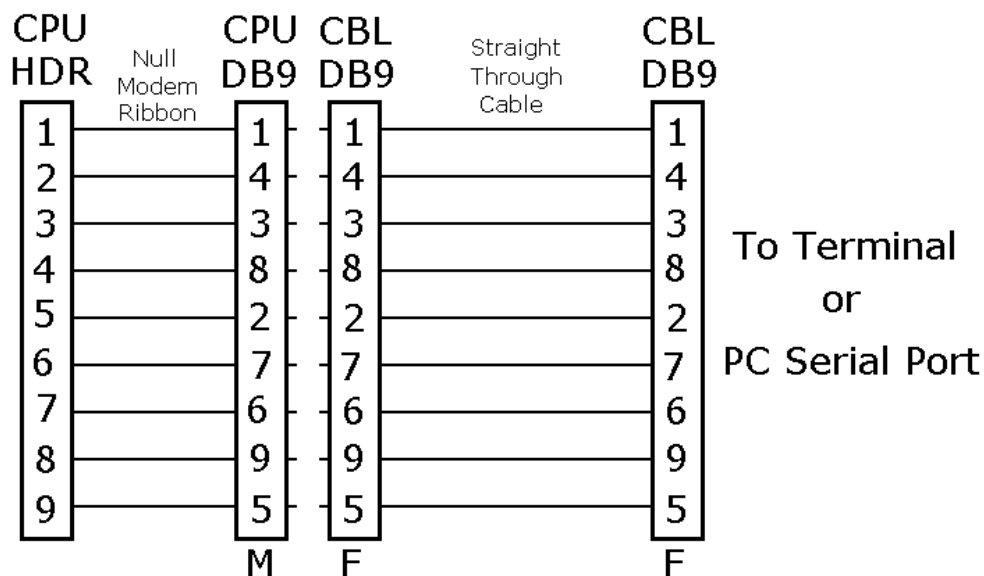 CPU HDR
Null Modem Ribbon
CPU DB9
CBL DB9
Straight Through Cable
CBL DB9
1 1 1 1
2 4 4 4
3 3 3 3
4 8 8 8
5 2 2 2
6 7 7 7
7 6 6 6
8 9 9 9
9 5 5 5
M F F
To Terminal
or
PC Serial Port